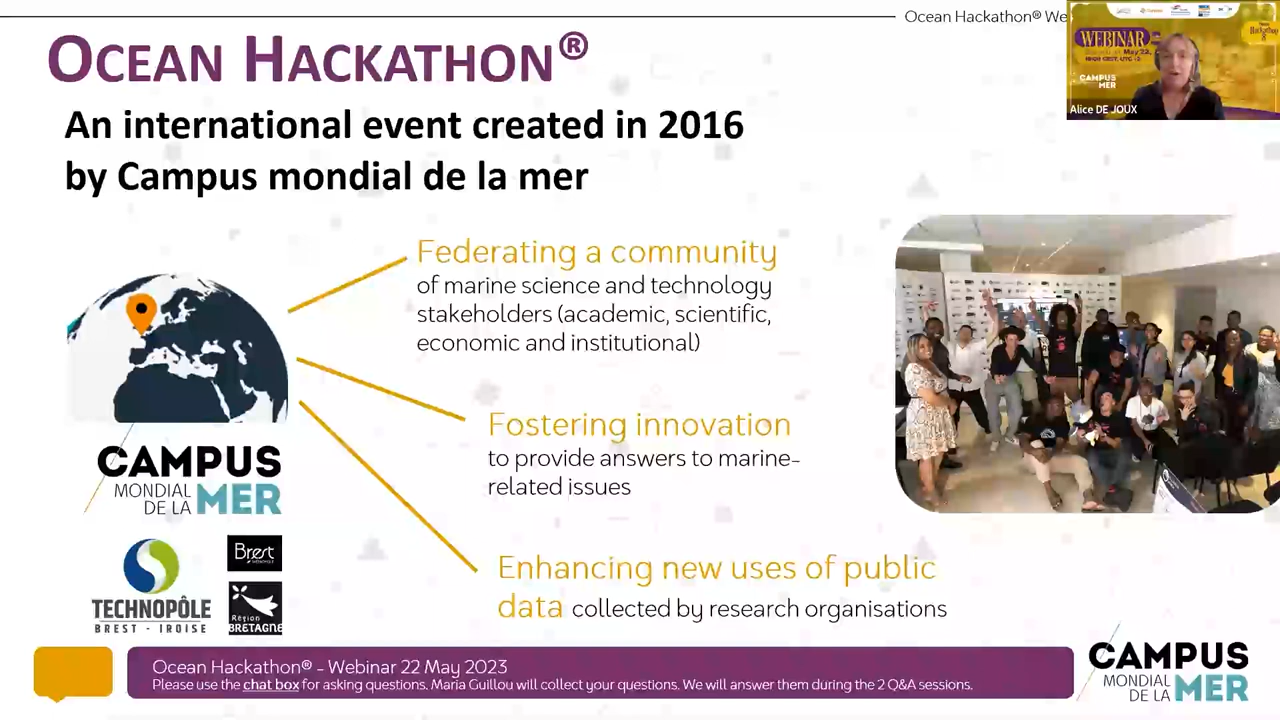 Ocean Hackathon® We
OCEAN HACKATHON®
An international event created in 2016
by Campus mondial de la mer
WEBINAR
May 22,
CAMPUS
MER
Hackathon
Alice DE JOUX
Federating a community
of marine science and technology
stakeholders (academic, scientific,
economic and institutional)
Fostering innovation
to provide answers to marine-
related issues
Enhancing new uses of public
data collected by research organisations
CAMPUS
MONDIAL
DE LA MER
TECHNOPÔLE
BREST - IROISE
Brest
Région
BRETAGNE
Ocean Hackathon® - Webinar 22 May 2023
Please use the chat box for asking questions. Maria Guillou will collect your questions. We will answer them during the 2 Q&A sessions.
CAMPUS
MONDIAL
DE LA MER